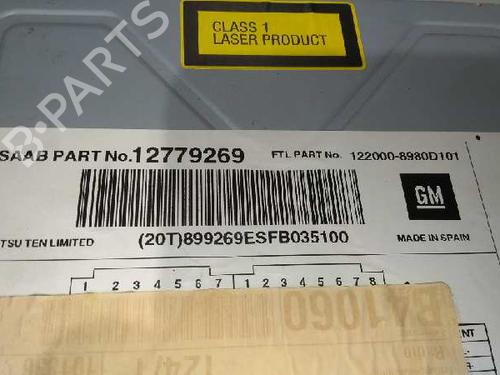 CLASS 1
LASER PRODUCT
B-PARTS
SAAB PART No. 12779269 FTL PART No. 122000-8980D101
GM
TEN LIMITED (20T)899269ESFB035100 MADE IN SPAIN
1 2 3 4 5 6 7 1 2 3 4 5 6 7 8
B41060